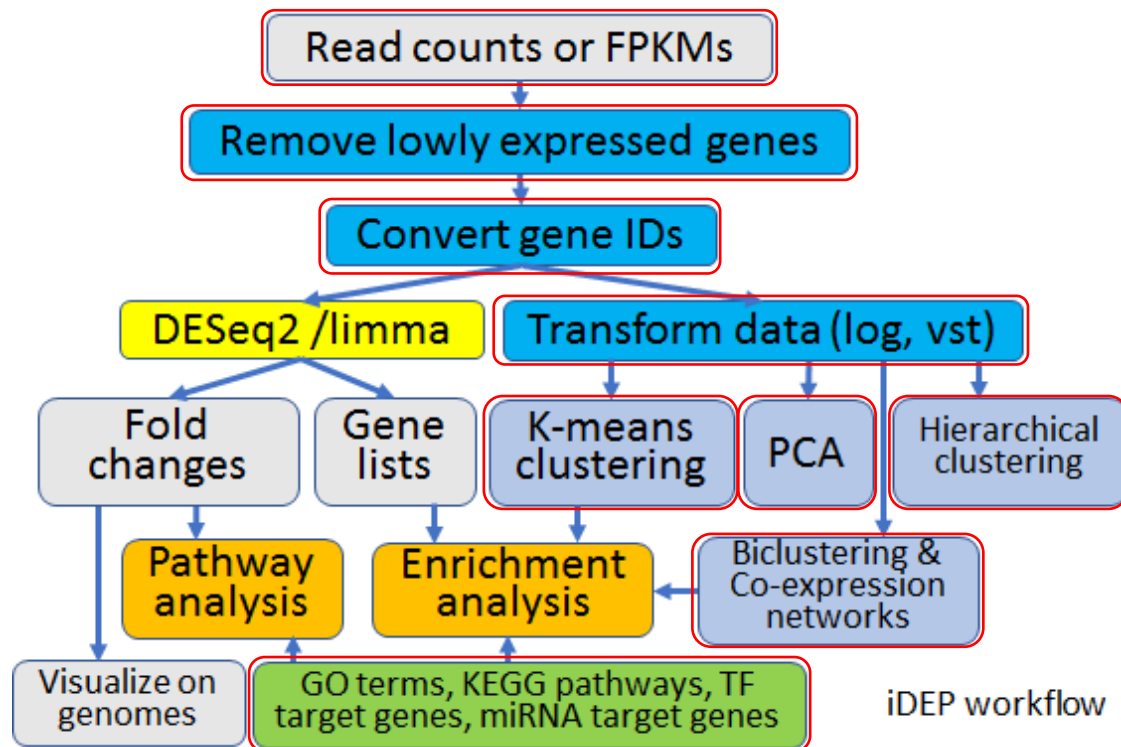 Read counts or FPKMs
Remove lowly expressed genes
Convert gene IDs
DESeq2 /limma
Transform data (log, vst)
Fold
changes
Gene
lists
K-means
clustering
PCA
Hierarchical
clustering
Pathway
analysis
Enrichment
analysis
Biclustering &
Co-expression
networks
Visualize on
genomes
GO terms, KEGG pathways, TF
target genes, miRNA target genes
iDEP workflow